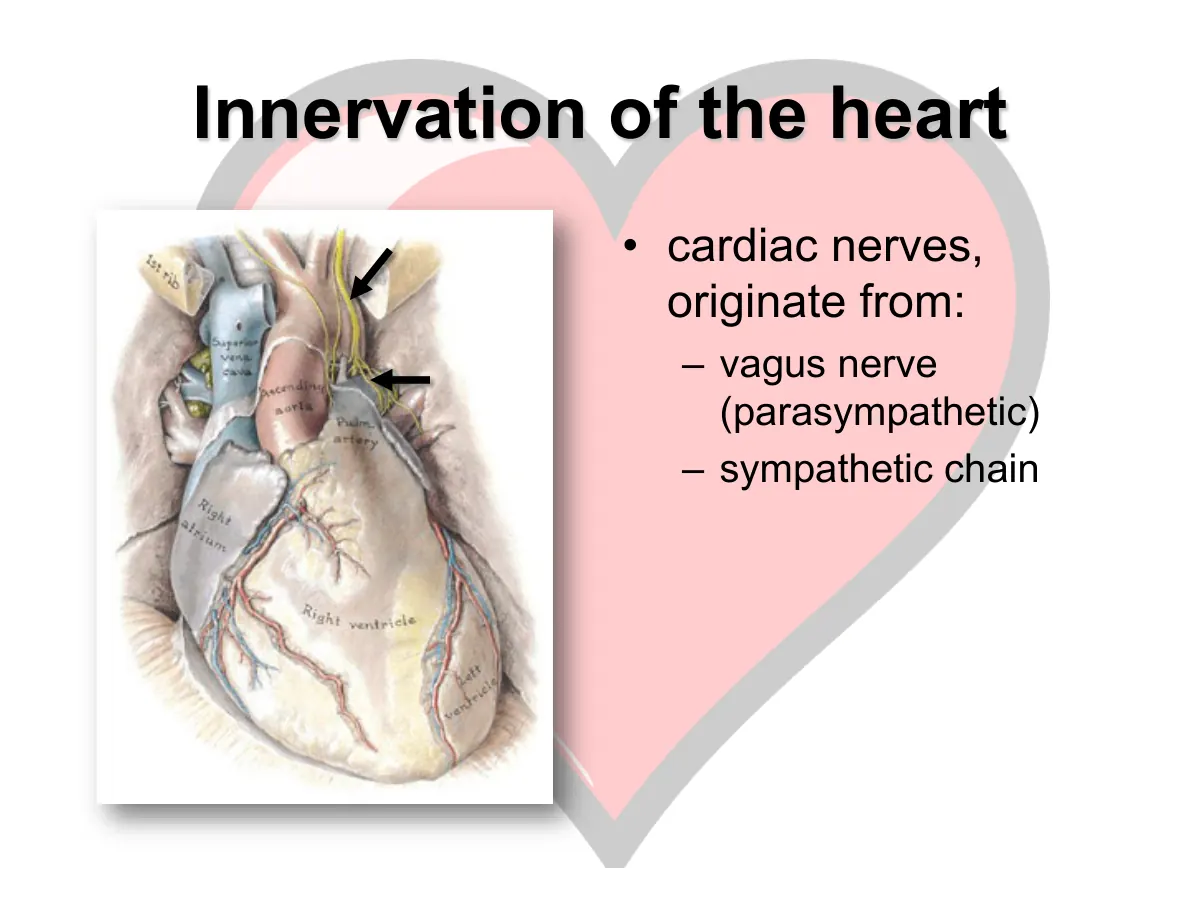 Innervation of the heart
1st rib
Superior
vena
cava
Ascending
aorta
Pulm.
artery
Right
atrium
Right ventricle
Left
ventricle
• cardiac nerves,
originate from:
– vagus nerve
(parasympathetic)
– sympathetic chain